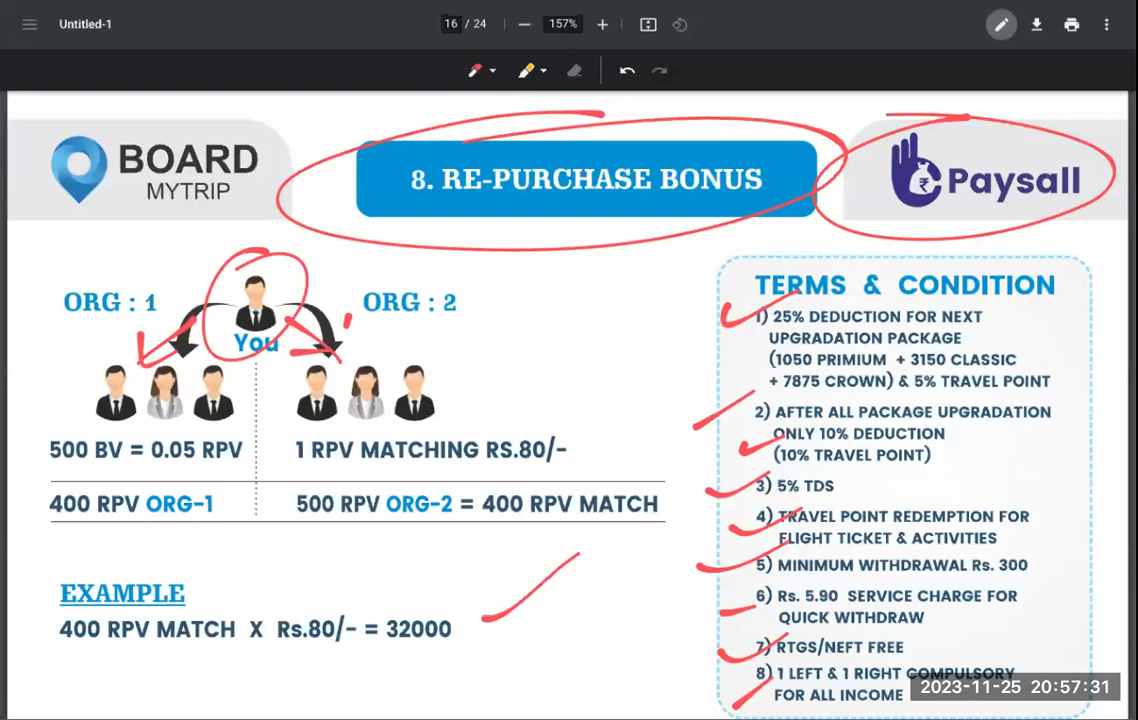 Untitled-1
16 / 24
157%
BOARD
MYTRIP
8. RE-PURCHASE BONUS
Paysall
ORG : 1
ORG : 2
You
500 BV = 0.05 RPV
1 RPV MATCHING RS.80/-
400 RPV ORG-1
500 RPV ORG-2 = 400 RPV MATCH
EXAMPLE
400 RPV MATCH X Rs.80/- = 32000
TERMS & CONDITION
1) 25% DEDUCTION FOR NEXT
UPGRADATION PACKAGE
(1050 PRIMIUM + 3150 CLASSIC
+ 7875 CROWN) & 5% TRAVEL POINT
2) AFTER ALL PACKAGE UPGRADATION
ONLY 10% DEDUCTION
(10% TRAVEL POINT)
3) 5% TDS
4) TRAVEL POINT REDEMPTION FOR
FLIGHT TICKET & ACTIVITIES
5) MINIMUM WITHDRAWAL Rs. 300
6) Rs. 5.90 SERVICE CHARGE FOR
QUICK WITHDRAW
7) RTGS/NEFT FREE
8) 1 LEFT & 1 RIGHT COMPULSORY
FOR ALL INCOME
2023-11-25 20:57:31